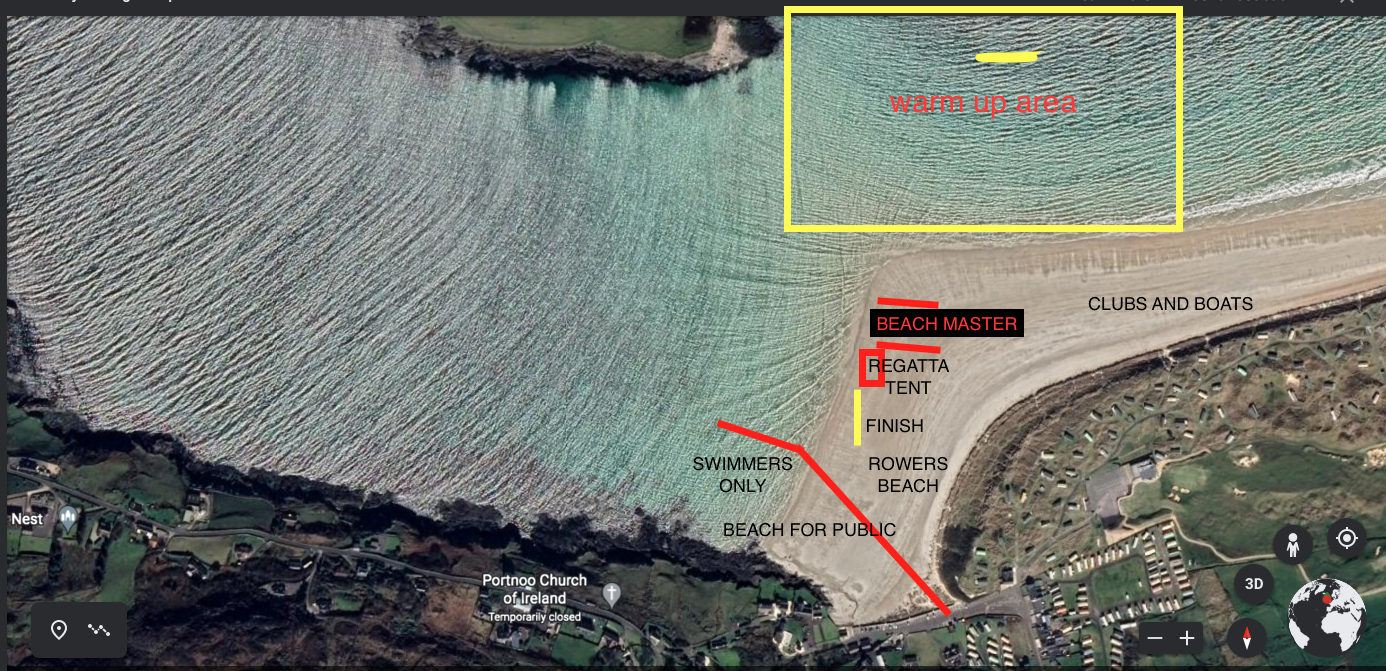 warm up area
CLUBS AND BOATS
BEACH MASTER
REGATTA
TENT
FINISH
SWIMMERS
ONLY
ROWERS
BEACH
BEACH FOR PUBLIC
Nest
Portnoo Church
of Ireland
Temporarily closed
3D